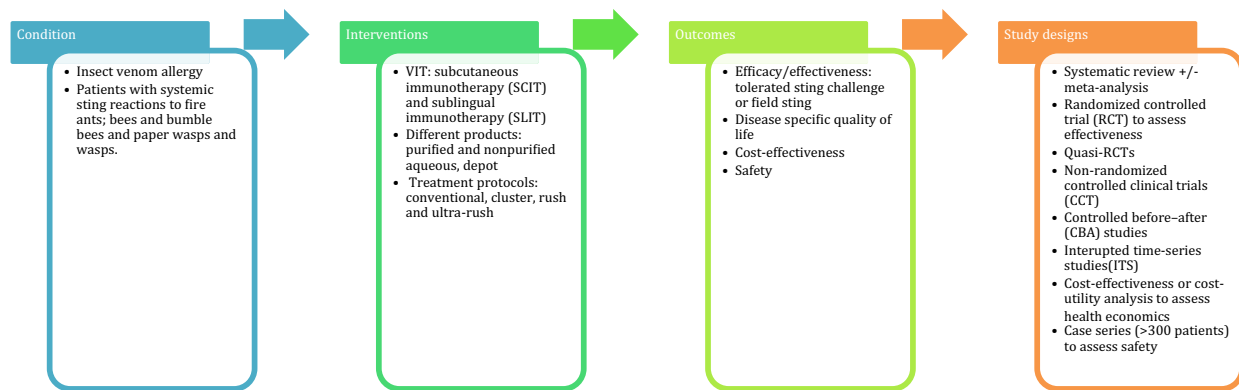 Condition
• Insect venom allergy
• Patients with systemic
sting reactions to fire
ants; bees and bumble
bees and paper wasps and
wasps.
Interventions
• VIT: subcutaneous
immunotherapy (SCIT)
and sublingual
immunotherapy (SLIT)
• Different products:
purified and nonpurified
aqueous, depot
• Treatment protocols:
conventional, cluster, rush
and ultra-rush
Outcomes
• Efficacy/effectiveness:
tolerated sting challenge
or field sting
• Disease specific quality of
life
• Cost-effectiveness
• Safety
Study designs
• Systematic review +/-
meta-analysis
• Randomized controlled
trial (RCT) to assess
effectiveness
• Quasi-RCTs
• Non-randomized
controlled clinical trials
(CCT)
• Controlled before–after
(CBA) studies
• Interupted time-series
studies(ITS)
• Cost-effectiveness or cost-
utility analysis to assess
health economics
• Case series (>300 patients)
to assess safety